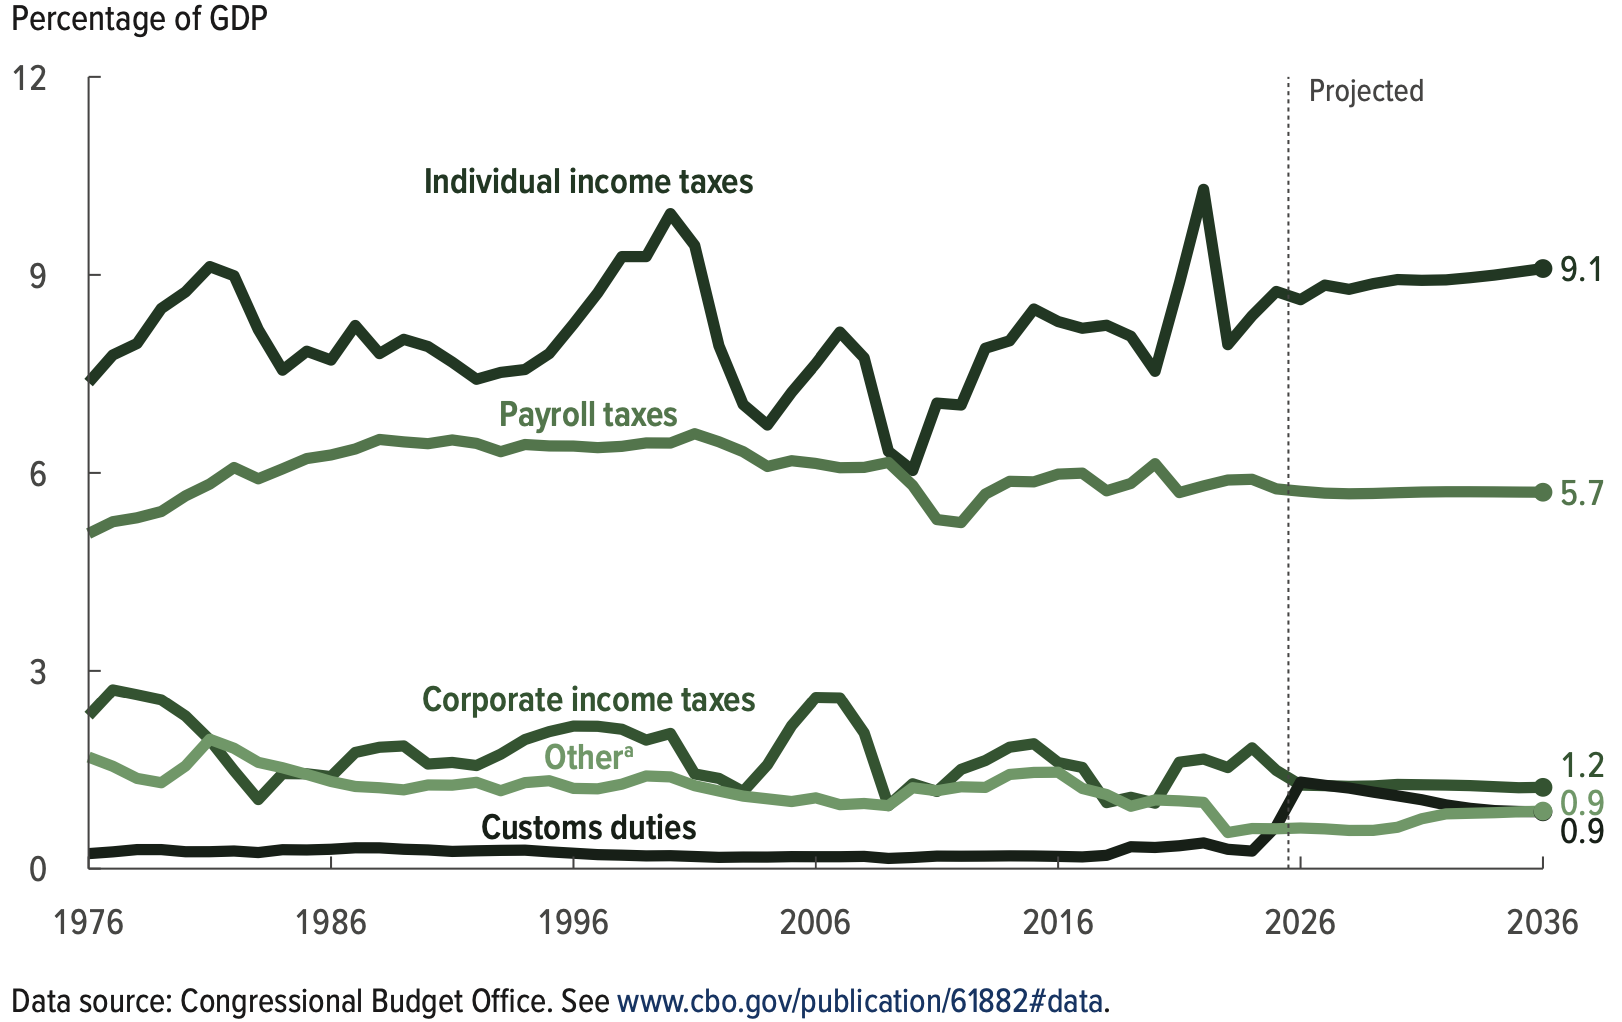 Percentage of GDP
12
Projected
Individual income taxes
9
9.1
Payroll taxes
6
5.7
3
Corporate income taxes
Otherᵃ
1.2
0.9
Customs duties
0.9
0
1976 1986 1996 2006 2016 2026 2036
Data source: Congressional Budget Office. See www.cbo.gov/publication/61882#data.